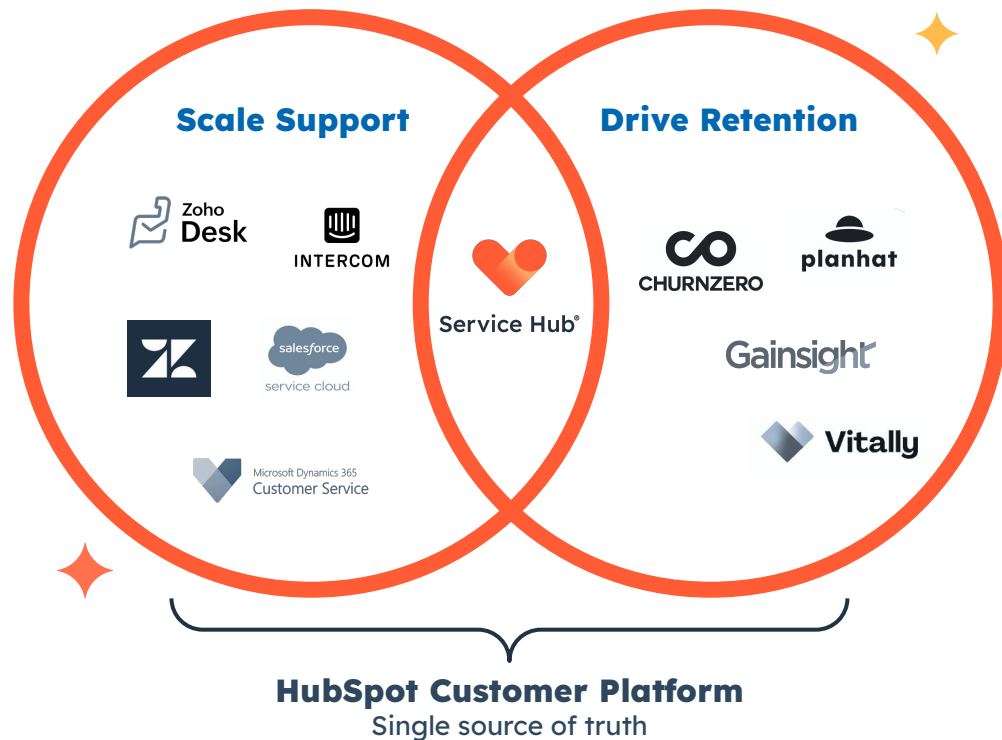 Scale Support
Drive Retention
Zoho
Desk
INTERCOM
CHURNZERO
planhat
Service Hub®
salesforce
service cloud
Gainsight
Vitally
Microsoft Dynamics 365
Customer Service
HubSpot Customer Platform
Single source of truth